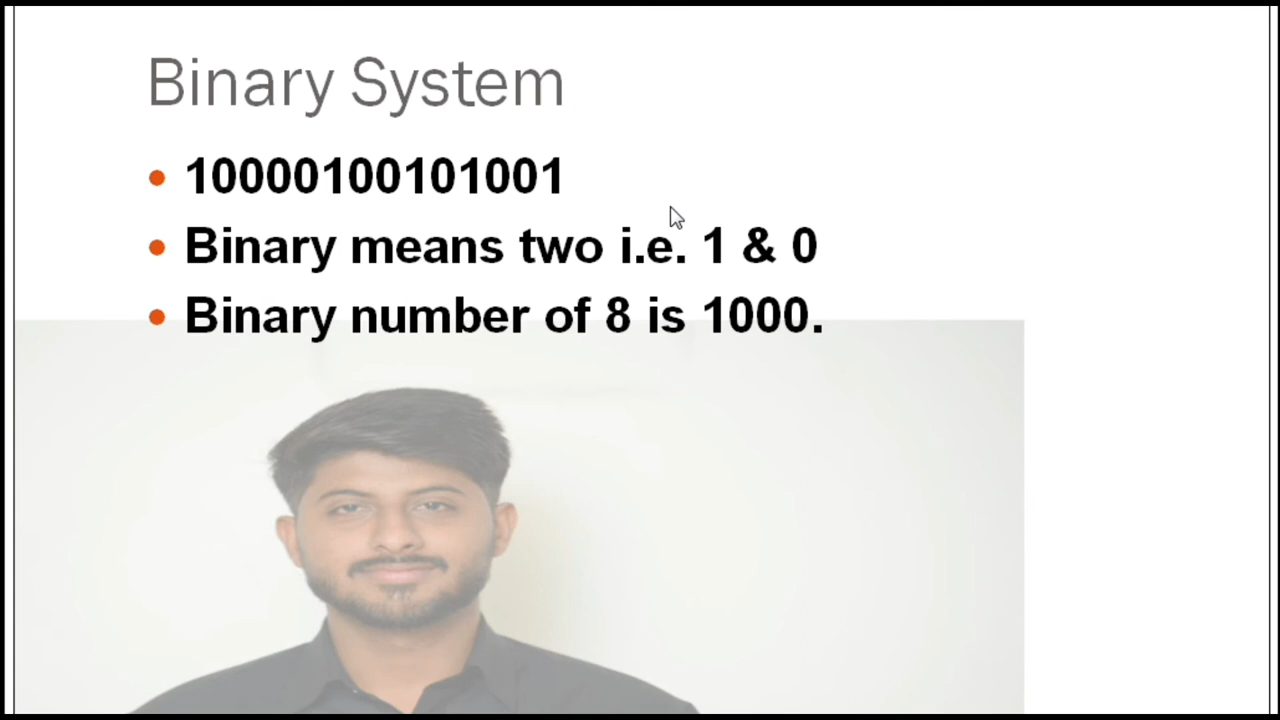 Binary System
10000100101001
Binary means two i.e. 1 & 0
Binary number of 8 is 1000.